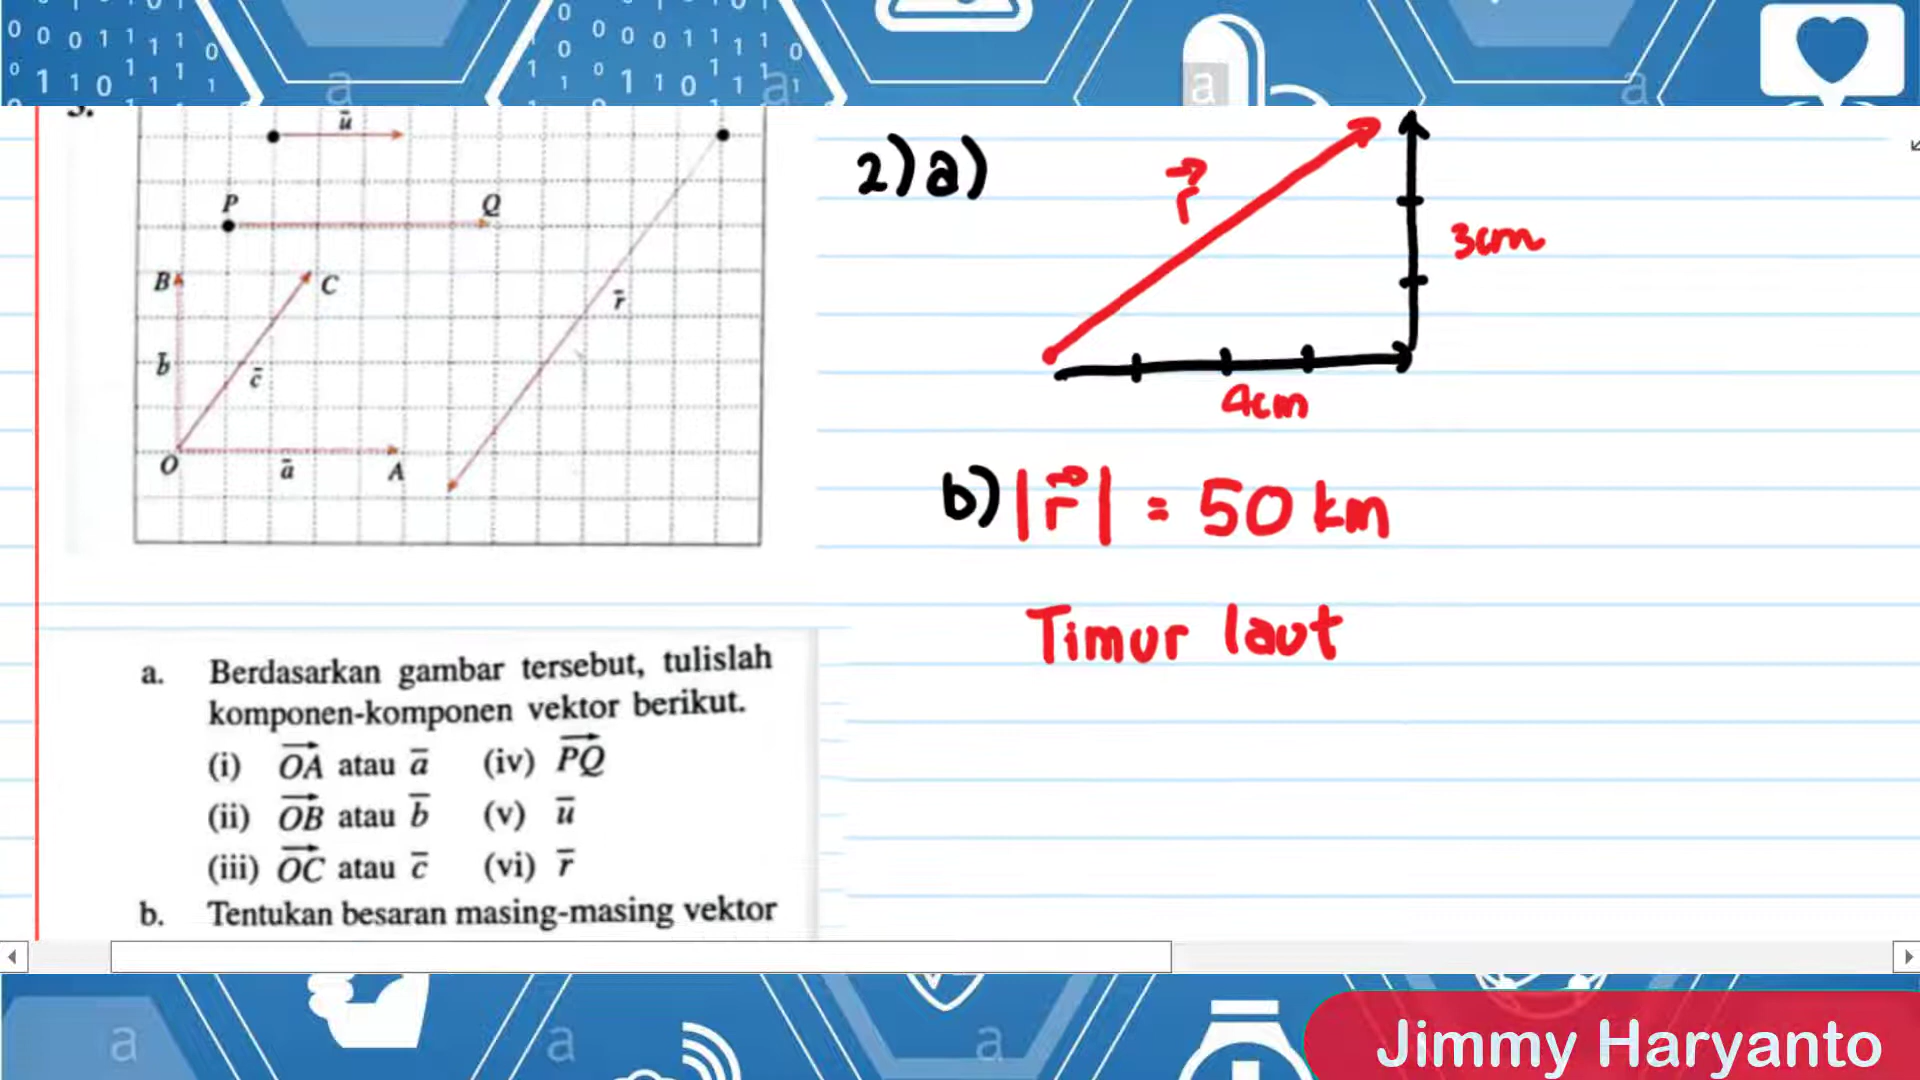 3.
u̅
P
Q
B
C
r̅
b̅
c̅
O
a̅
A
a. Berdasarkan gambar tersebut, tulislah
komponen-komponen vektor berikut.
(i) OA atau a̅ (iv) PQ
(ii) OB atau b̅ (v) u̅
(iii) OC atau c̅ (vi) r̅
b. Tentukan besaran masing-masing vektor
2) a)
r
3cm
4cm
b) |r| = 50 km
Timur laut
Jimmy Haryanto